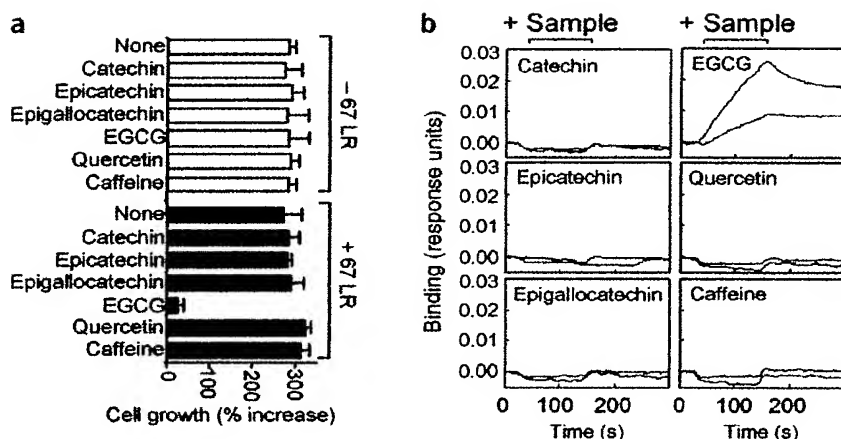 a
None
Catechin
Epicatechin
Epigallocatechin
EGCG
Quercetin
Caffeine
−67 LR
None
Catechin
Epicatechin
Epigallocatechin
EGCG
Quercetin
Caffeine
+67 LR
0
100
200
300
Cell growth (% increase)
b
+ Sample
+ Sample
Binding (response units)
0.03
0.02
0.01
0.00
Catechin
EGCG
0.03
0.02
0.01
0.00
Epicatechin
Quercetin
0.03
0.02
0.01
0.00
Epigallocatechin
Caffeine
0 100 200
0 100 200
Time (s)
Time (s)